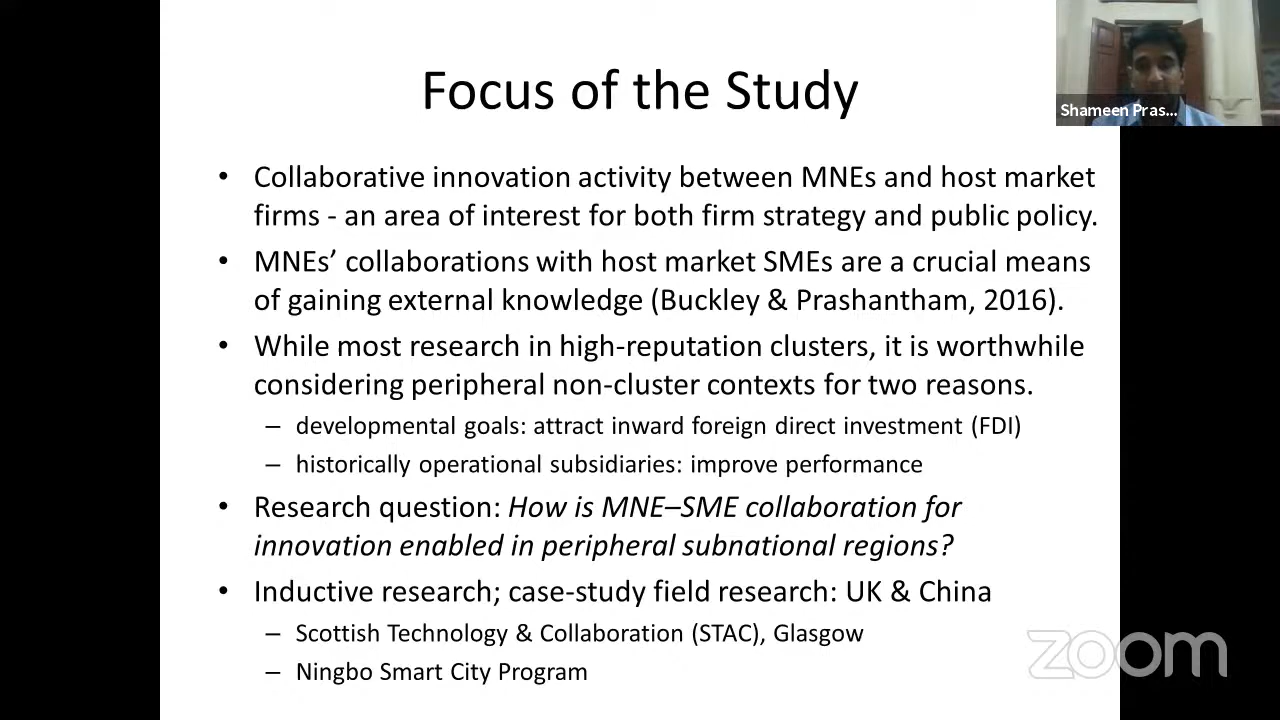 Focus of the Study
Shameen Pras...
• Collaborative innovation activity between MNEs and host market
firms - an area of interest for both firm strategy and public policy.
• MNEs’ collaborations with host market SMEs are a crucial means
of gaining external knowledge (Buckley & Prashantham, 2016).
• While most research in high-reputation clusters, it is worthwhile
considering peripheral non-cluster contexts for two reasons.
– developmental goals: attract inward foreign direct investment (FDI)
– historically operational subsidiaries: improve performance
• Research question: How is MNE–SME collaboration for
innovation enabled in peripheral subnational regions?
• Inductive research; case-study field research: UK & China
– Scottish Technology & Collaboration (STAC), Glasgow
– Ningbo Smart City Program
zoom